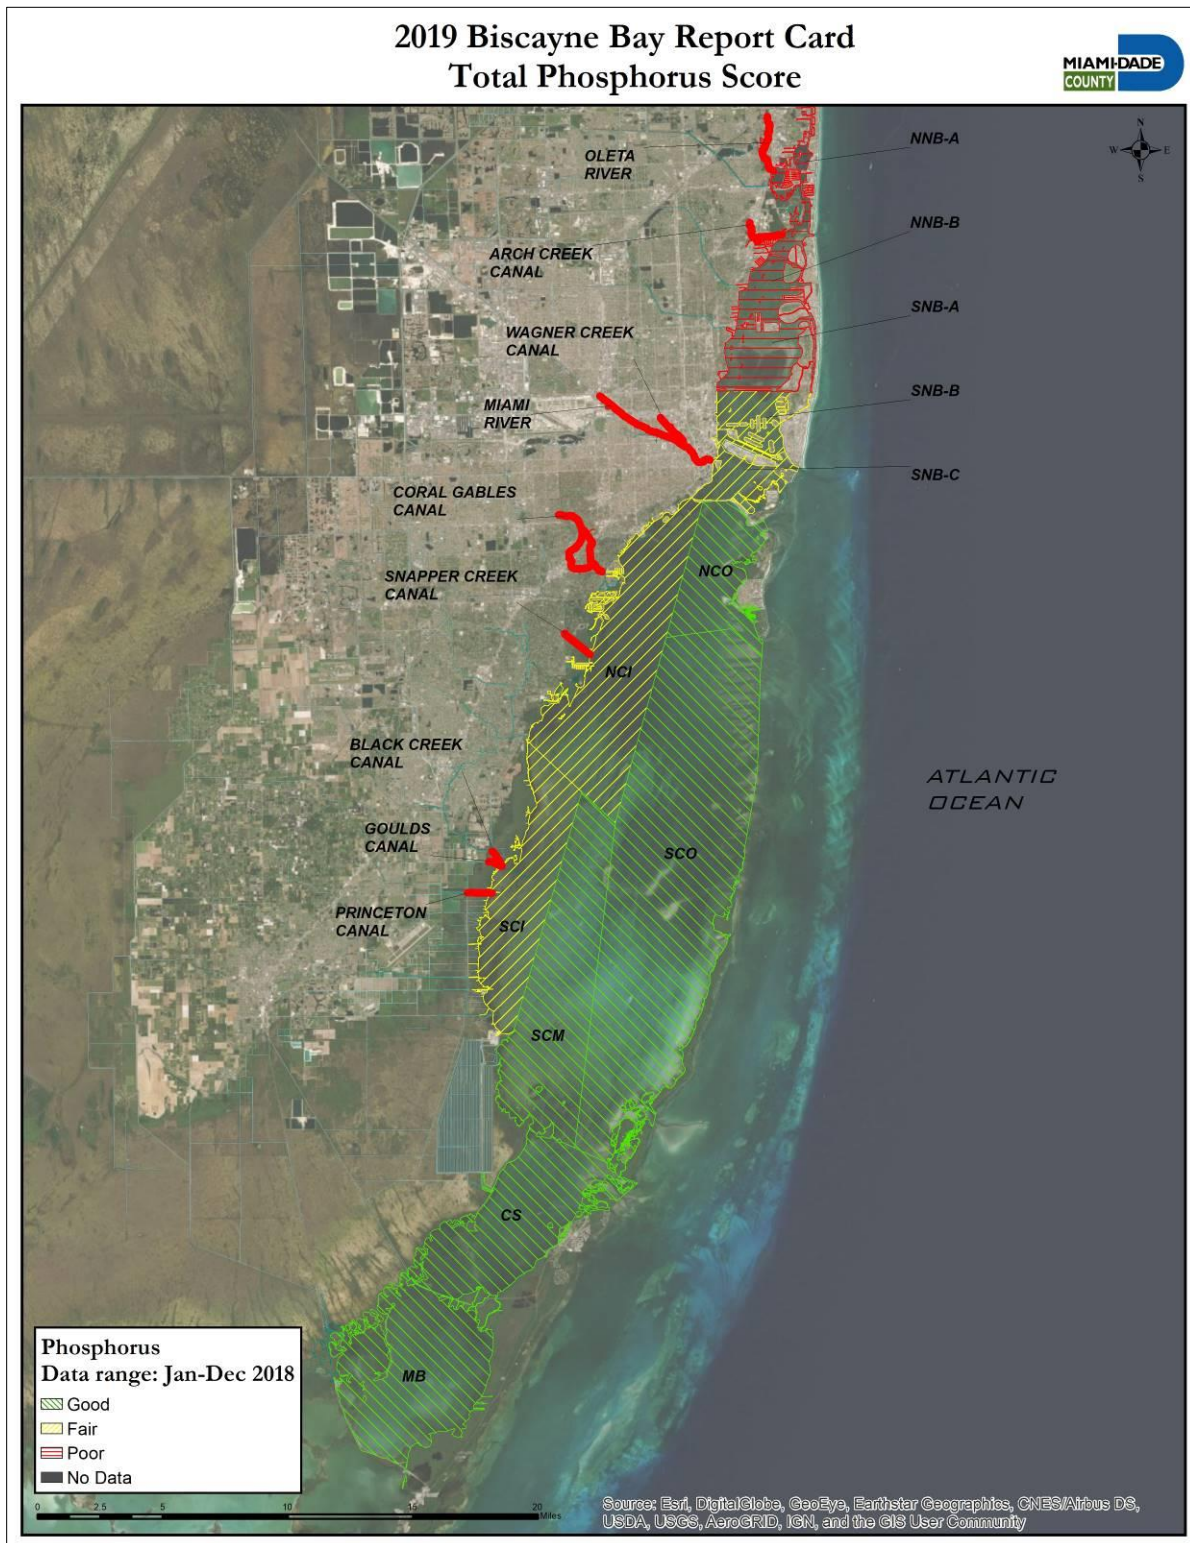 2019 Biscayne Bay Report Card
Total Phosphorus Score
MIAMI-DADE
COUNTY
N
W
E
S
OLETA
RIVER
NNB-A
NNB-B
ARCH CREEK
CANAL
SNB-A
WAGNER CREEK
CANAL
SNB-B
MIAMI
RIVER
SNB-C
CORAL GABLES
CANAL
NCO
SNAPPER CREEK
CANAL
NCI
BLACK CREEK
CANAL
ATLANTIC
OCEAN
GOULDS
CANAL
SCO
PRINCETON
CANAL
SCI
SCM
CS
MB
Phosphorus
Data range: Jan-Dec 2018
Good
Fair
Poor
No Data
0 2.5 5 10 15 20
Miles
Source: Esri, DigitalGlobe, GeoEye, Earthstar Geographics, CNES/Airbus DS,
USDA, USGS, AeroGRID, IGN, and the GIS User Community